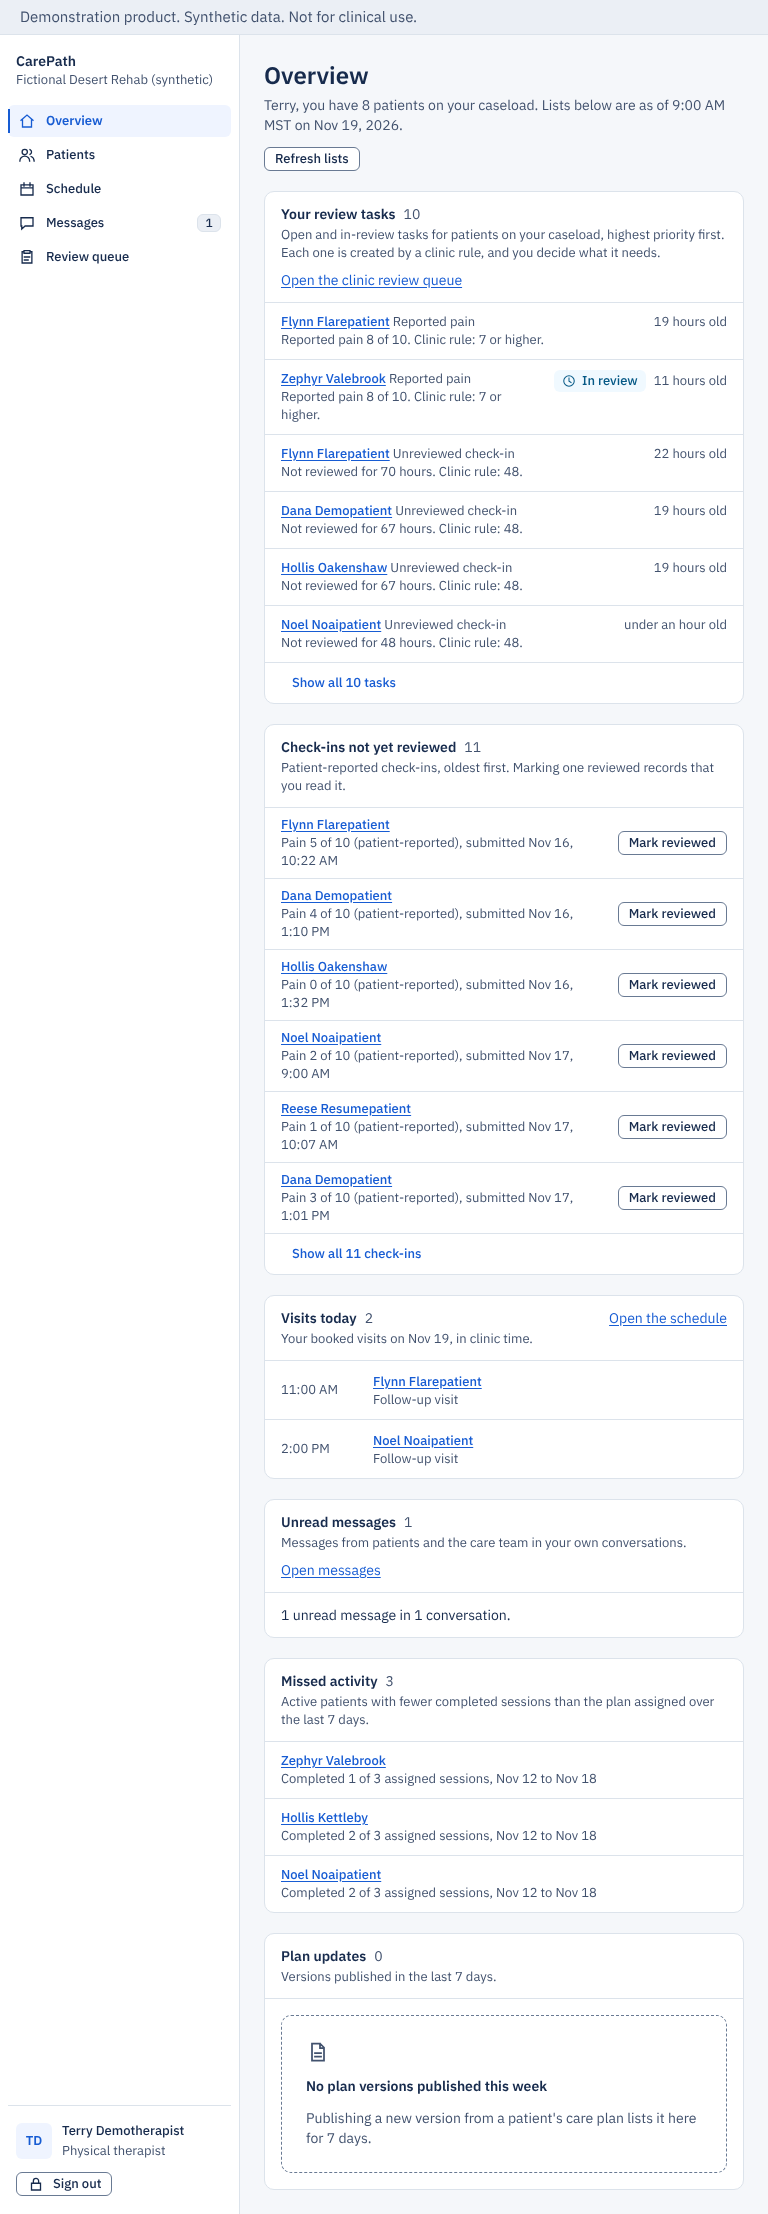 Demonstration product. Synthetic data. Not for clinical use.
CarePath
Fictional Desert Rehab (synthetic)
Overview
Patients
Schedule
Messages 1
Review queue
Terry Demotherapist
TD
Physical therapist
Sign out
Overview
Terry, you have 8 patients on your caseload. Lists below are as of 9:00 AM
MST on Nov 19, 2026.
Refresh lists
Your review tasks 10
Open and in-review tasks for patients on your caseload, highest priority first.
Each one is created by a clinic rule, and you decide what it needs.
Open the clinic review queue
Flynn Flarepatient Reported pain 19 hours old
Reported pain 8 of 10. Clinic rule: 7 or higher.
Zephyr Valebrook Reported pain In review 11 hours old
Reported pain 8 of 10. Clinic rule: 7 or
higher.
Flynn Flarepatient Unreviewed check-in 22 hours old
Not reviewed for 70 hours. Clinic rule: 48.
Dana Demopatient Unreviewed check-in 19 hours old
Not reviewed for 67 hours. Clinic rule: 48.
Hollis Oakenshaw Unreviewed check-in 19 hours old
Not reviewed for 67 hours. Clinic rule: 48.
Noel Noaipatient Unreviewed check-in under an hour old
Not reviewed for 48 hours. Clinic rule: 48.
Show all 10 tasks
Check-ins not yet reviewed 11
Patient-reported check-ins, oldest first. Marking one reviewed records that
you read it.
Flynn Flarepatient
Pain 5 of 10 (patient-reported), submitted Nov 16,
10:22 AM
Mark reviewed
Dana Demopatient
Pain 4 of 10 (patient-reported), submitted Nov 16,
1:10 PM
Mark reviewed
Hollis Oakenshaw
Pain 0 of 10 (patient-reported), submitted Nov 16,
1:32 PM
Mark reviewed
Noel Noaipatient
Pain 2 of 10 (patient-reported), submitted Nov 17,
9:00 AM
Mark reviewed
Reese Resumepatient
Pain 1 of 10 (patient-reported), submitted Nov 17,
10:07 AM
Mark reviewed
Dana Demopatient
Pain 3 of 10 (patient-reported), submitted Nov 17,
1:01 PM
Mark reviewed
Show all 11 check-ins
Visits today 2 Open the schedule
Your booked visits on Nov 19, in clinic time.
11:00 AM
Flynn Flarepatient
Follow-up visit
2:00 PM
Noel Noaipatient
Follow-up visit
Unread messages 1
Messages from patients and the care team in your own conversations.
Open messages
1 unread message in 1 conversation.
Missed activity 3
Active patients with fewer completed sessions than the plan assigned over
the last 7 days.
Zephyr Valebrook
Completed 1 of 3 assigned sessions, Nov 12 to Nov 18
Hollis Kettleby
Completed 2 of 3 assigned sessions, Nov 12 to Nov 18
Noel Noaipatient
Completed 2 of 3 assigned sessions, Nov 12 to Nov 18
Plan updates 0
Versions published in the last 7 days.
No plan versions published this week
Publishing a new version from a patient's care plan lists it here
for 7 days.